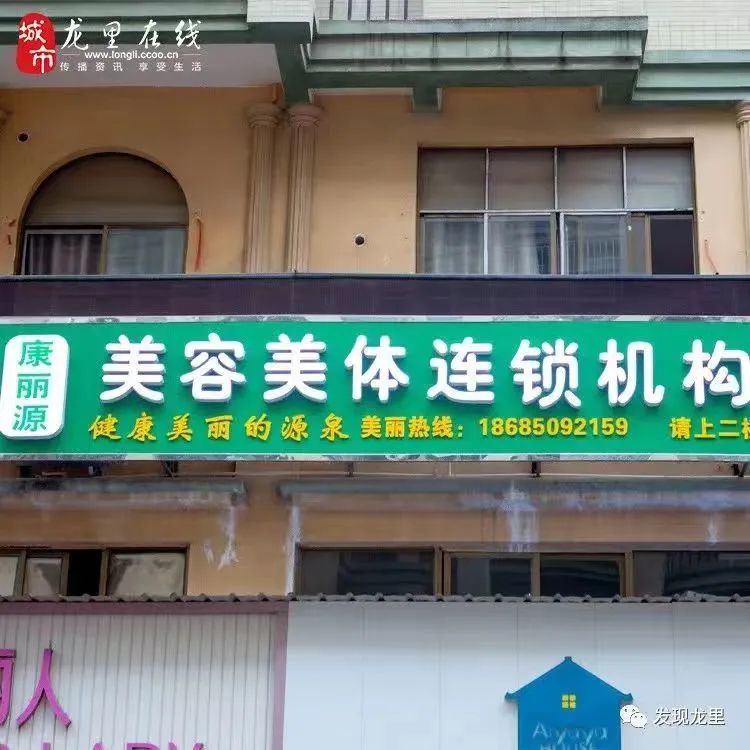 城市 龙里在线
www.longli.ccoo.cn
传播资讯 享受生活
康丽源
美容美体连锁机构
健康美丽的源泉 美丽热线：18685092159 请上二楼
人
LADY
发现龙里